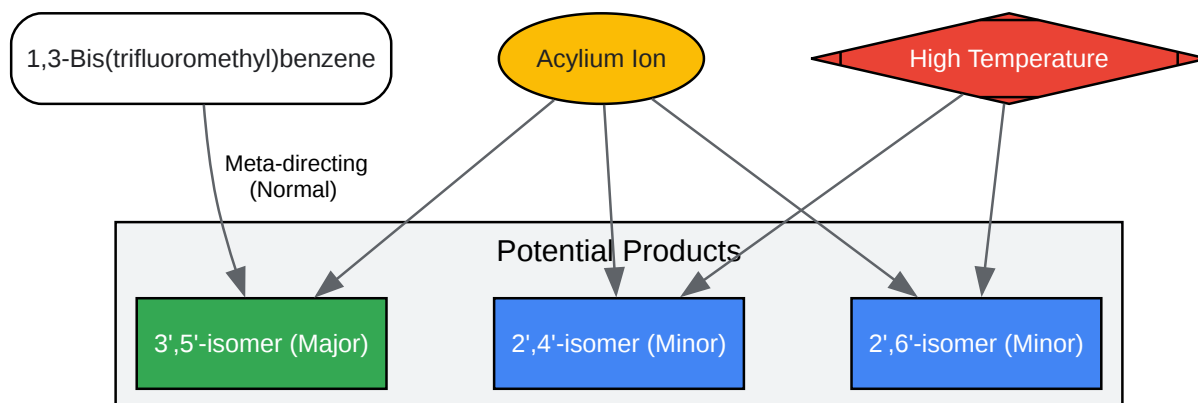 1,3-Bis(trifluoromethyl)benzene
Acylium Ion
High Temperature
Meta-directing
(Normal)
Potential Products
3',5'-isomer (Major)
2',4'-isomer (Minor)
2',6'-isomer (Minor)